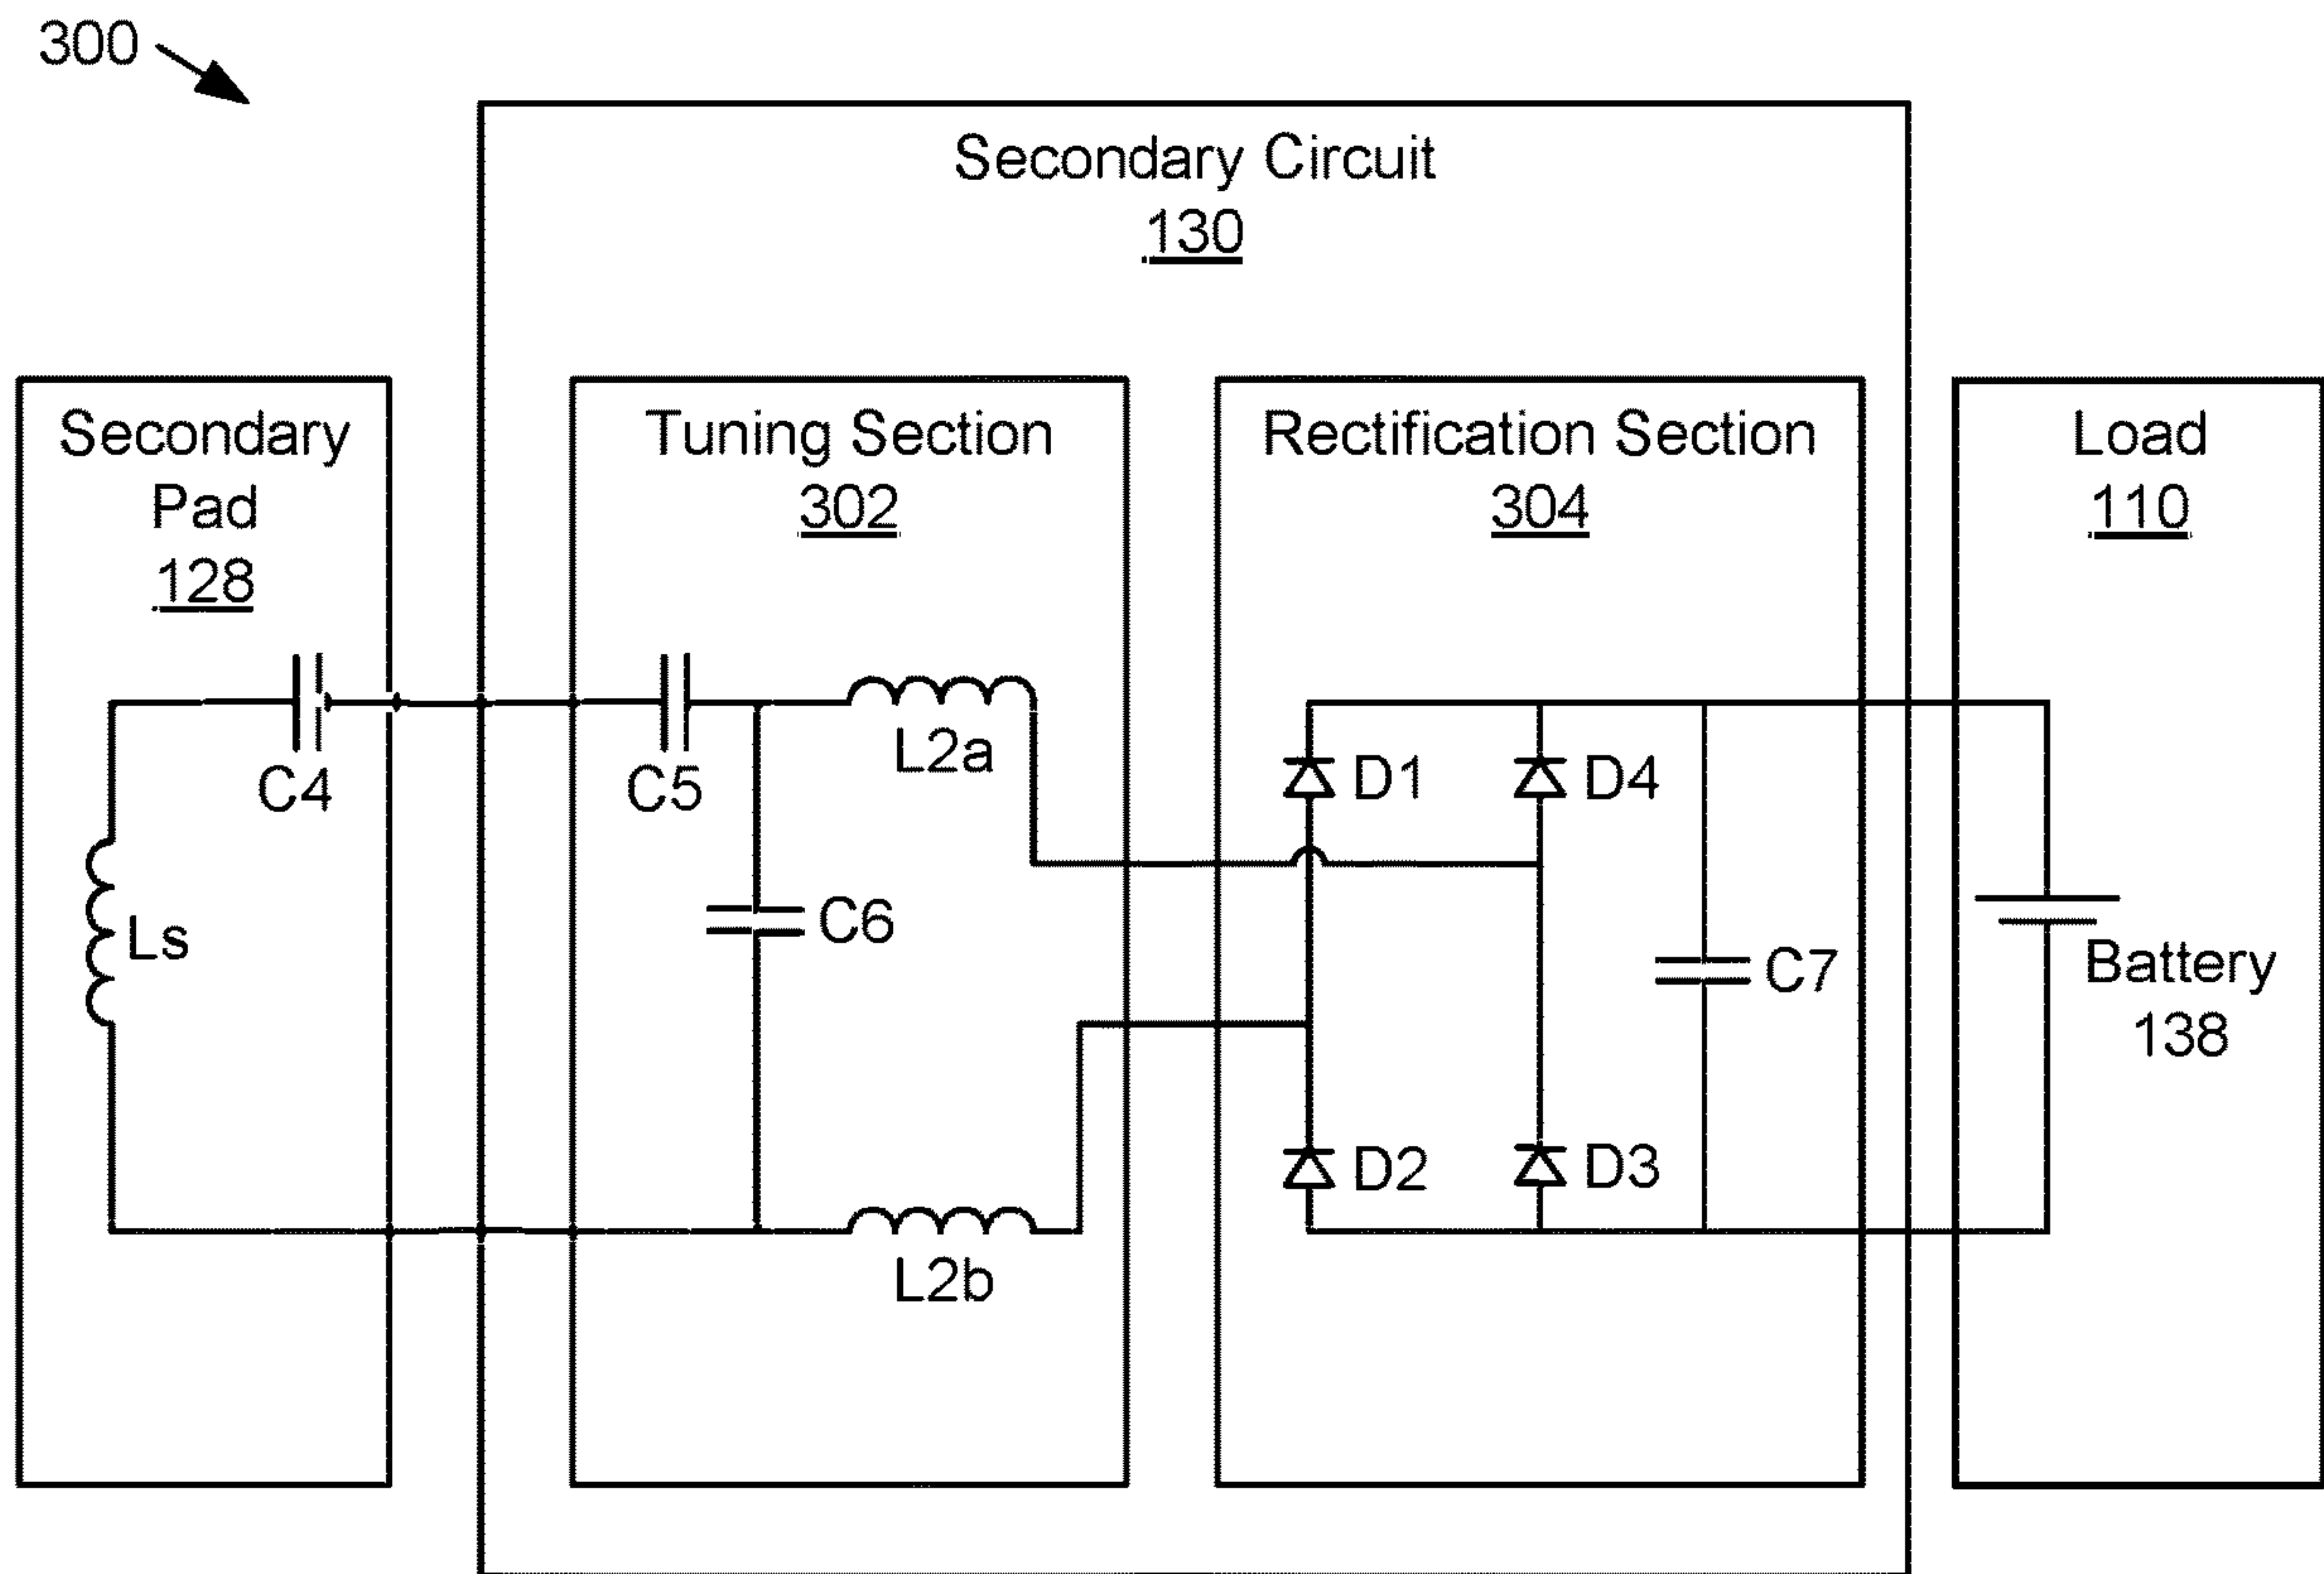 300
Secondary Circuit
130
Secondary
Pad
128
Tuning Section
302
Rectification Section
304
Load
110
C4
C5
L2a
D1
D4
Ls
C6
C7
Battery
138
D2
D3
L2b